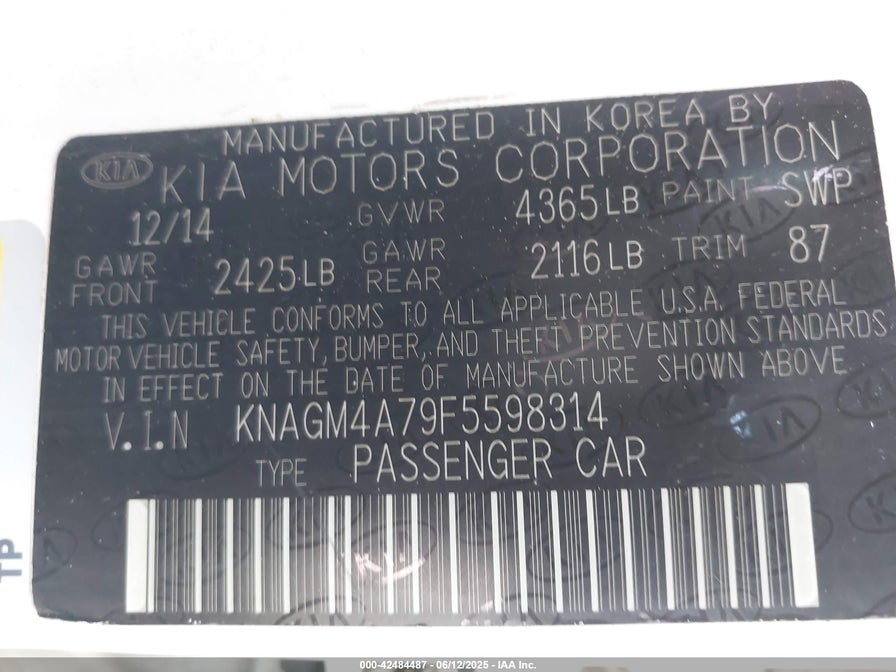 MANUFACTURED IN KOREA BY
KIA KIA MOTORS CORPORATION
12/14 GVWR 4365LB PAINT SWP
GAWR FRONT 2425LB GAWR REAR 2116LB TRIM 87
THIS VEHICLE CONFORMS TO ALL APPLICABLE U.S.A. FEDERAL
MOTOR VEHICLE SAFETY, BUMPER, AND THEFT PREVENTION STANDARDS
IN EFFECT ON THE DATE OF MANUFACTURE SHOWN ABOVE
V.I.N KNAGM4A79F5598314
TYPE PASSENGER CAR
TP
000-42484487 - 06/12/2025 - IAA Inc.